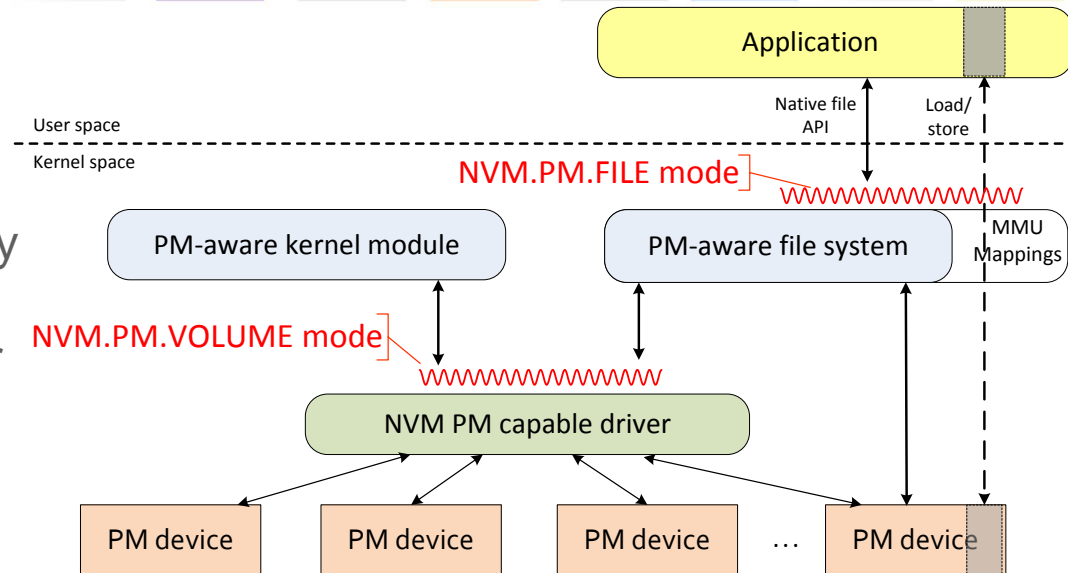 Application
Native file
API
Load/
store
User space
Kernel space
NVM.PM.FILE mode
PM-aware kernel module
PM-aware file system
MMU
Mappings
y
NVM.PM.VOLUME mode
NVM PM capable driver
PM device
PM device
PM device
...
PM device